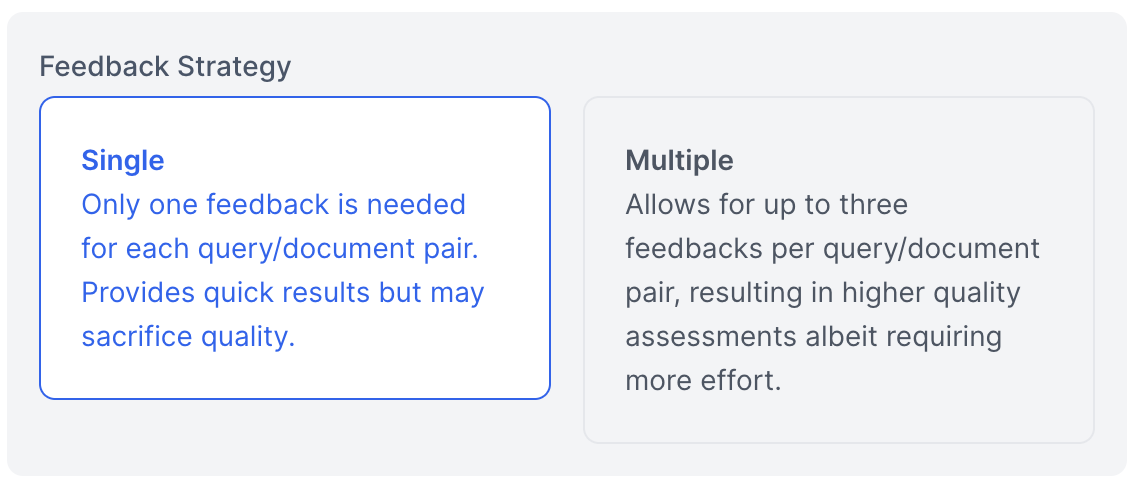 Feedback Strategy
Single
Only one feedback is needed
for each query/document pair.
Provides quick results but may
sacrifice quality.
Multiple
Allows for up to three
feedbacks per query/document
pair, resulting in higher quality
assessments albeit requiring
more effort.